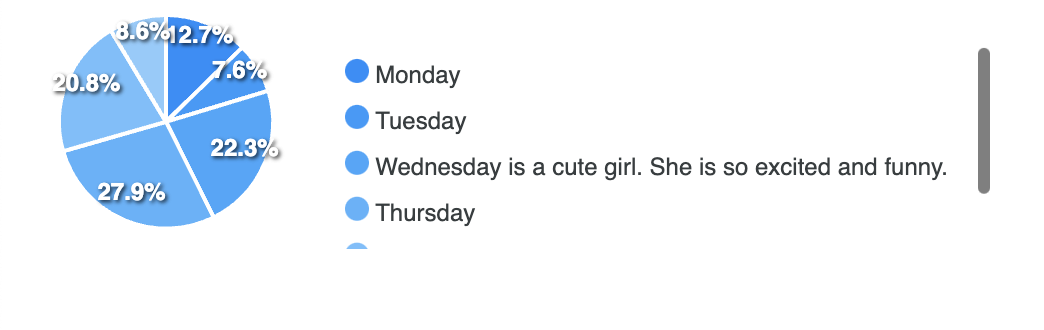 8.6%
12.7%
7.6%
20.8%
22.3%
27.9%
Monday
Tuesday
Wednesday is a cute girl. She is so excited and funny.
Thursday